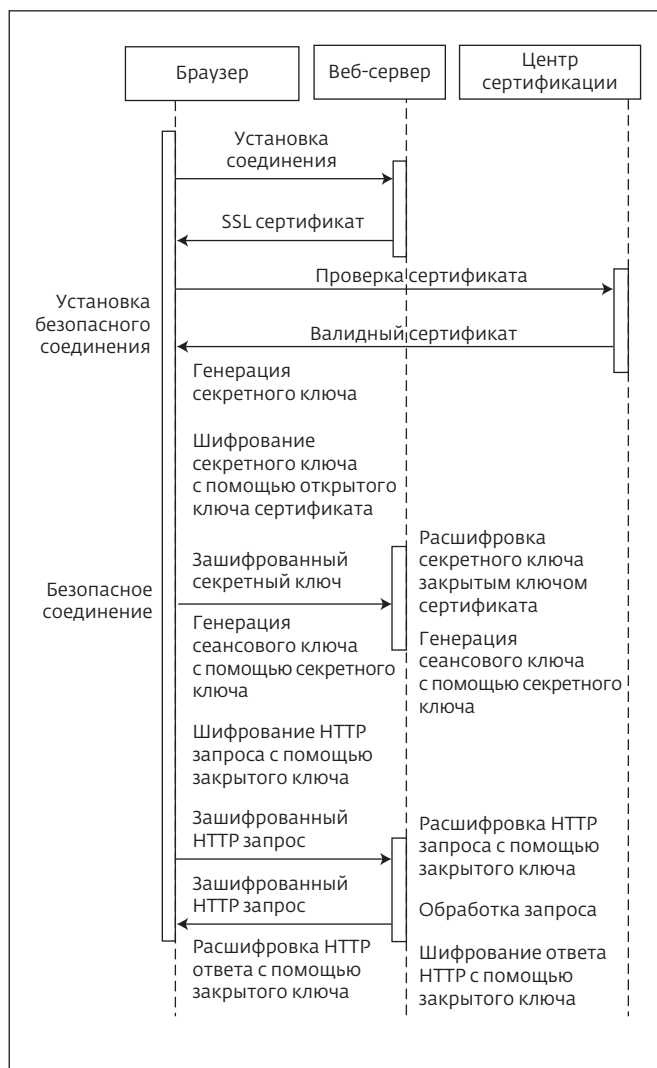 Браузер
Веб-сервер
Центр
сертификации
Установка
соединения
SSL сертификат
Проверка сертификата
Установка
безопасного
соединения
Валидный сертификат
Генерация
секретного ключа
Шифрование
секретного ключа
с помощью открытого
ключа сертификата
Безопасное
соединение
Зашифрованный
секретный ключ
Расшифровка
секретного ключа
закрытым ключом
сертификата
Генерация
сеансового ключа
с помощью секретного
ключа
Генерация
сеансового ключа
с помощью секретного
ключа
Шифрование HTTP
запроса с помощью
закрытого ключа
Зашифрованный
HTTP запрос
Расшифровка HTTP
запроса с помощью
закрытого ключа
Зашифрованный
HTTP запрос
Обработка запроса
Расшифровка HTTP
ответа с помощью
закрытого ключа
Шифрование ответа
HTTP с помощью
закрытого ключа